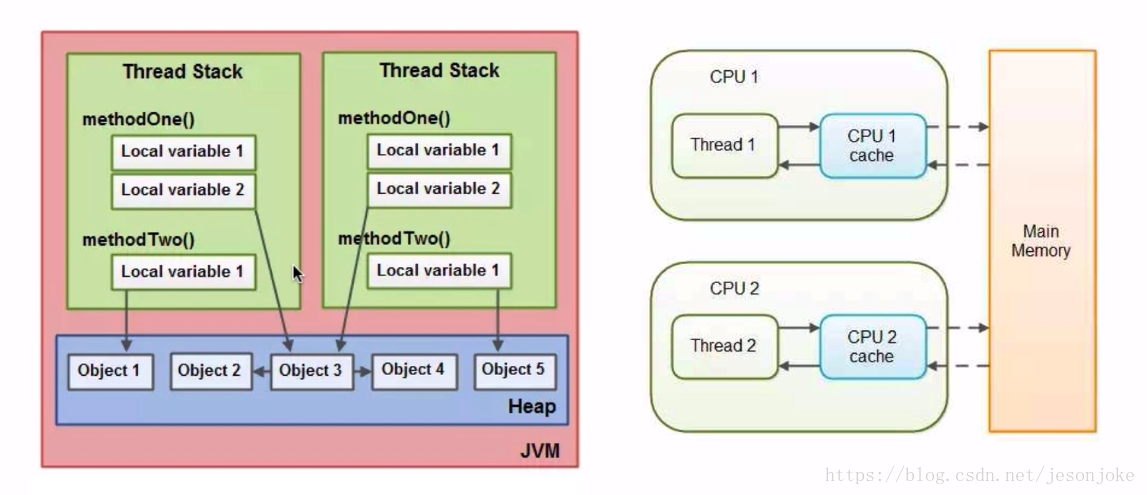 Thread Stack
methodOne()
Local variable 1
Local variable 2
methodTwo()
Local variable 1
Thread Stack
methodOne()
Local variable 1
Local variable 2
methodTwo()
Local variable 1
Object 1
Object 2
Object 3
Object 4
Object 5
Heap
JVM
CPU 1
Thread 1
CPU 1
cache
CPU 2
Thread 2
CPU 2
cache
Main
Memory
https://blog.csdn.net/jesonjoke